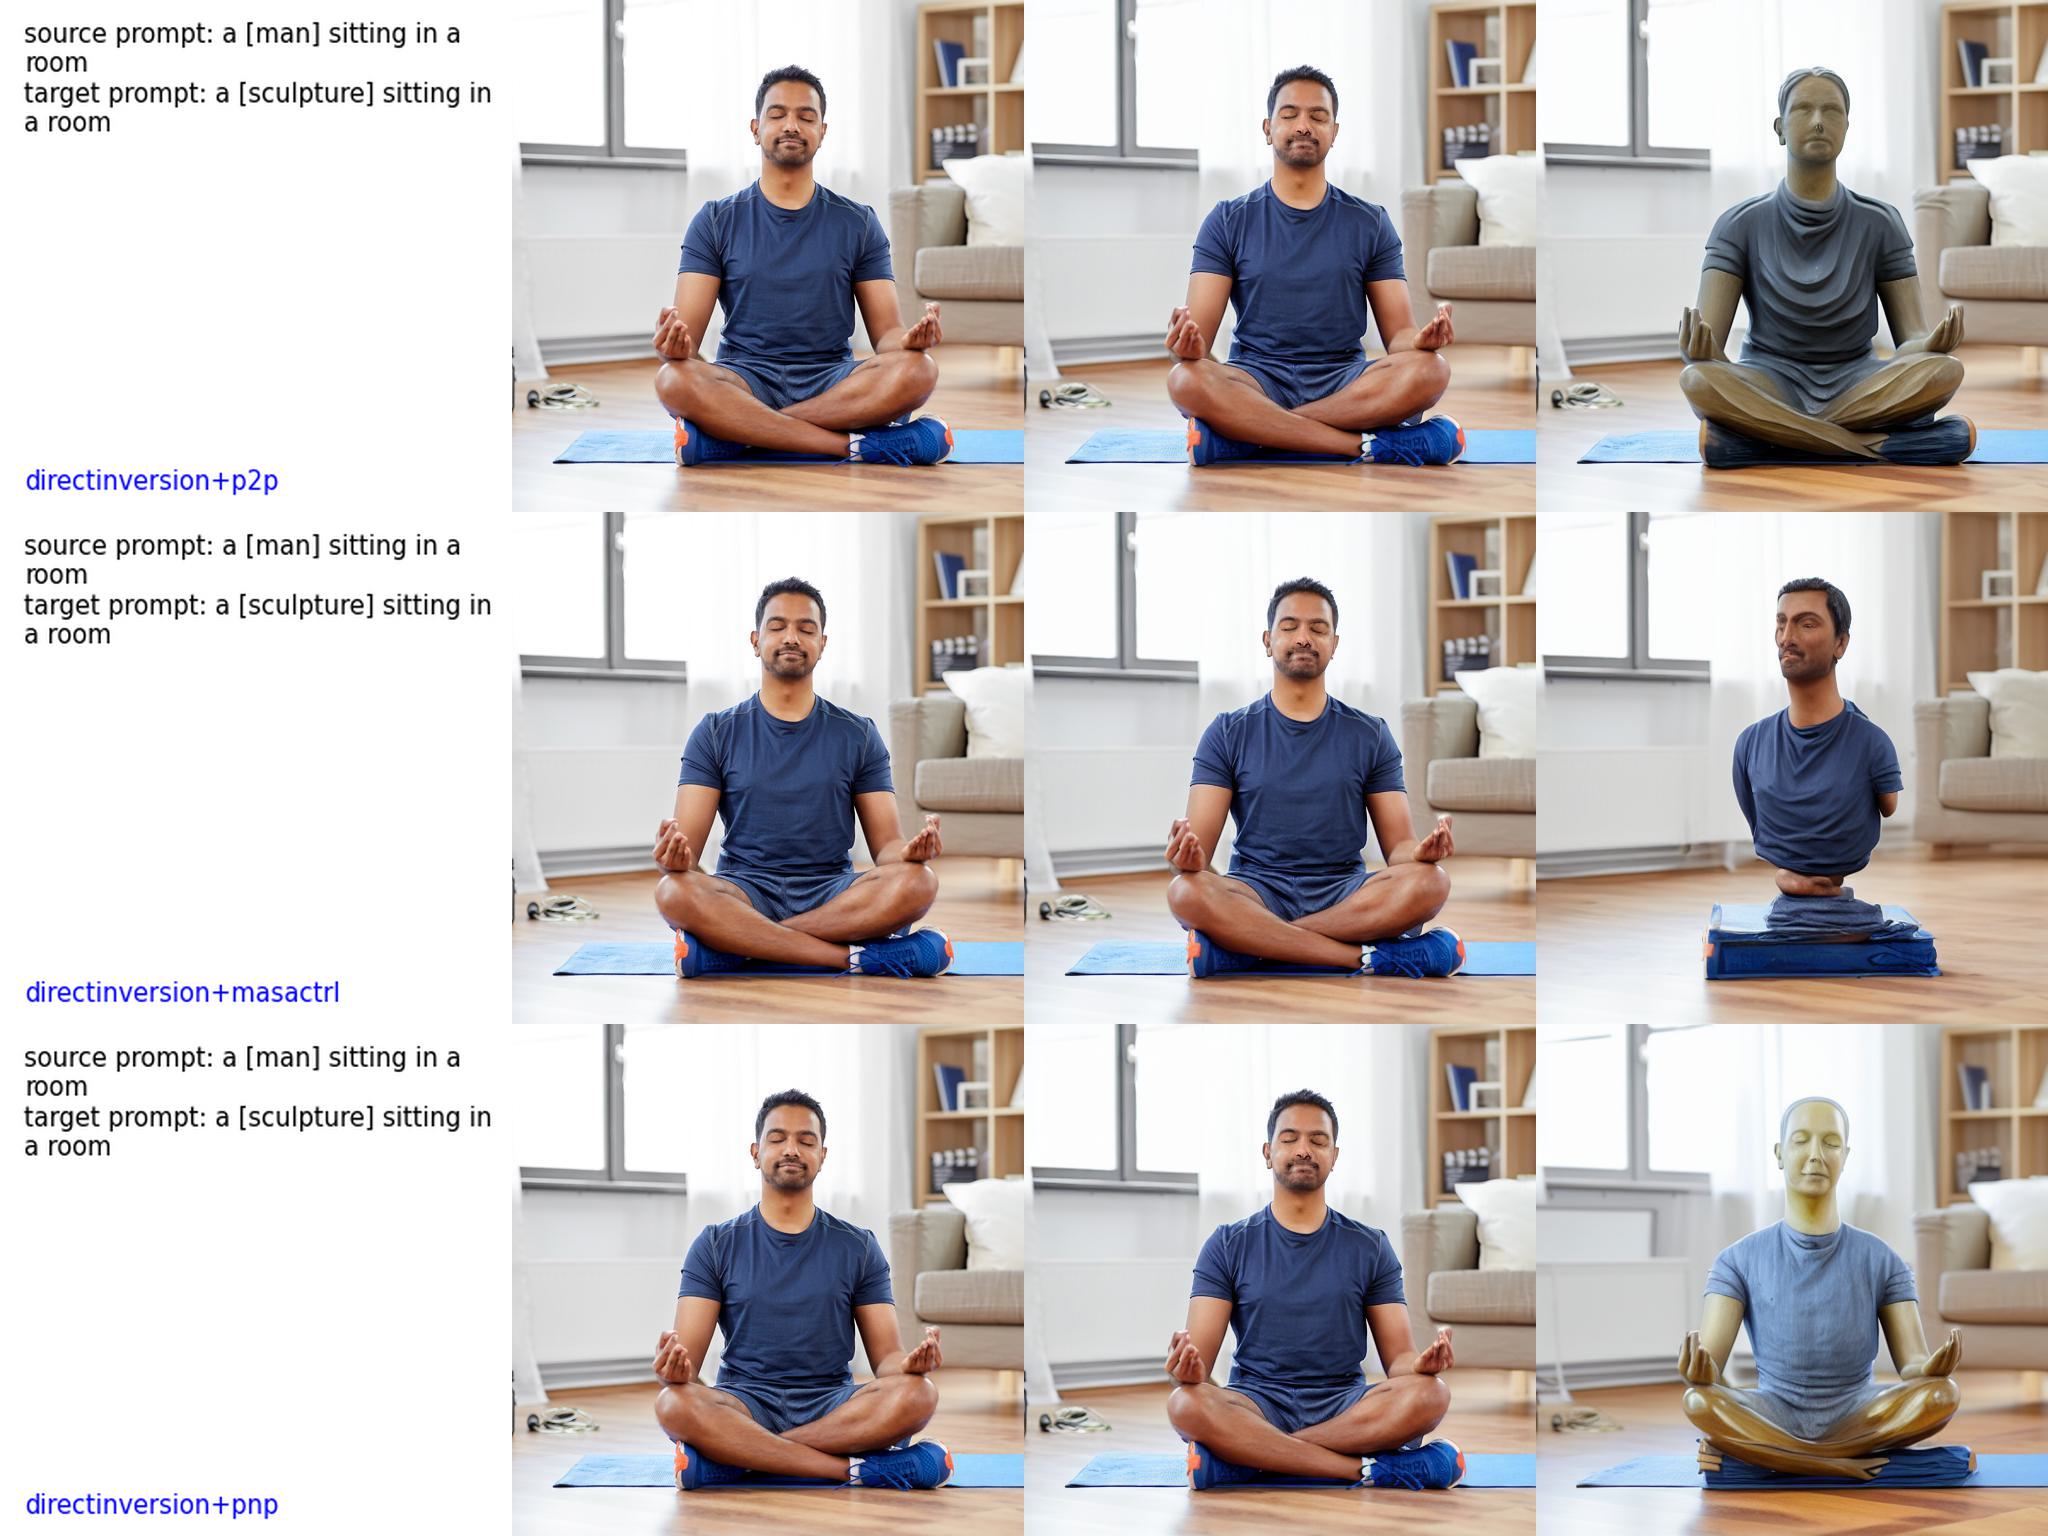 source prompt: a [man] sitting in a
room
target prompt: a [sculpture] sitting in
a room
directinversion+p2p
source prompt: a [man] sitting in a
room
target prompt: a [sculpture] sitting in
a room
directinversion+masactrl
source prompt: a [man] sitting in a
room
target prompt: a [sculpture] sitting in
a room
directinversion+pnp